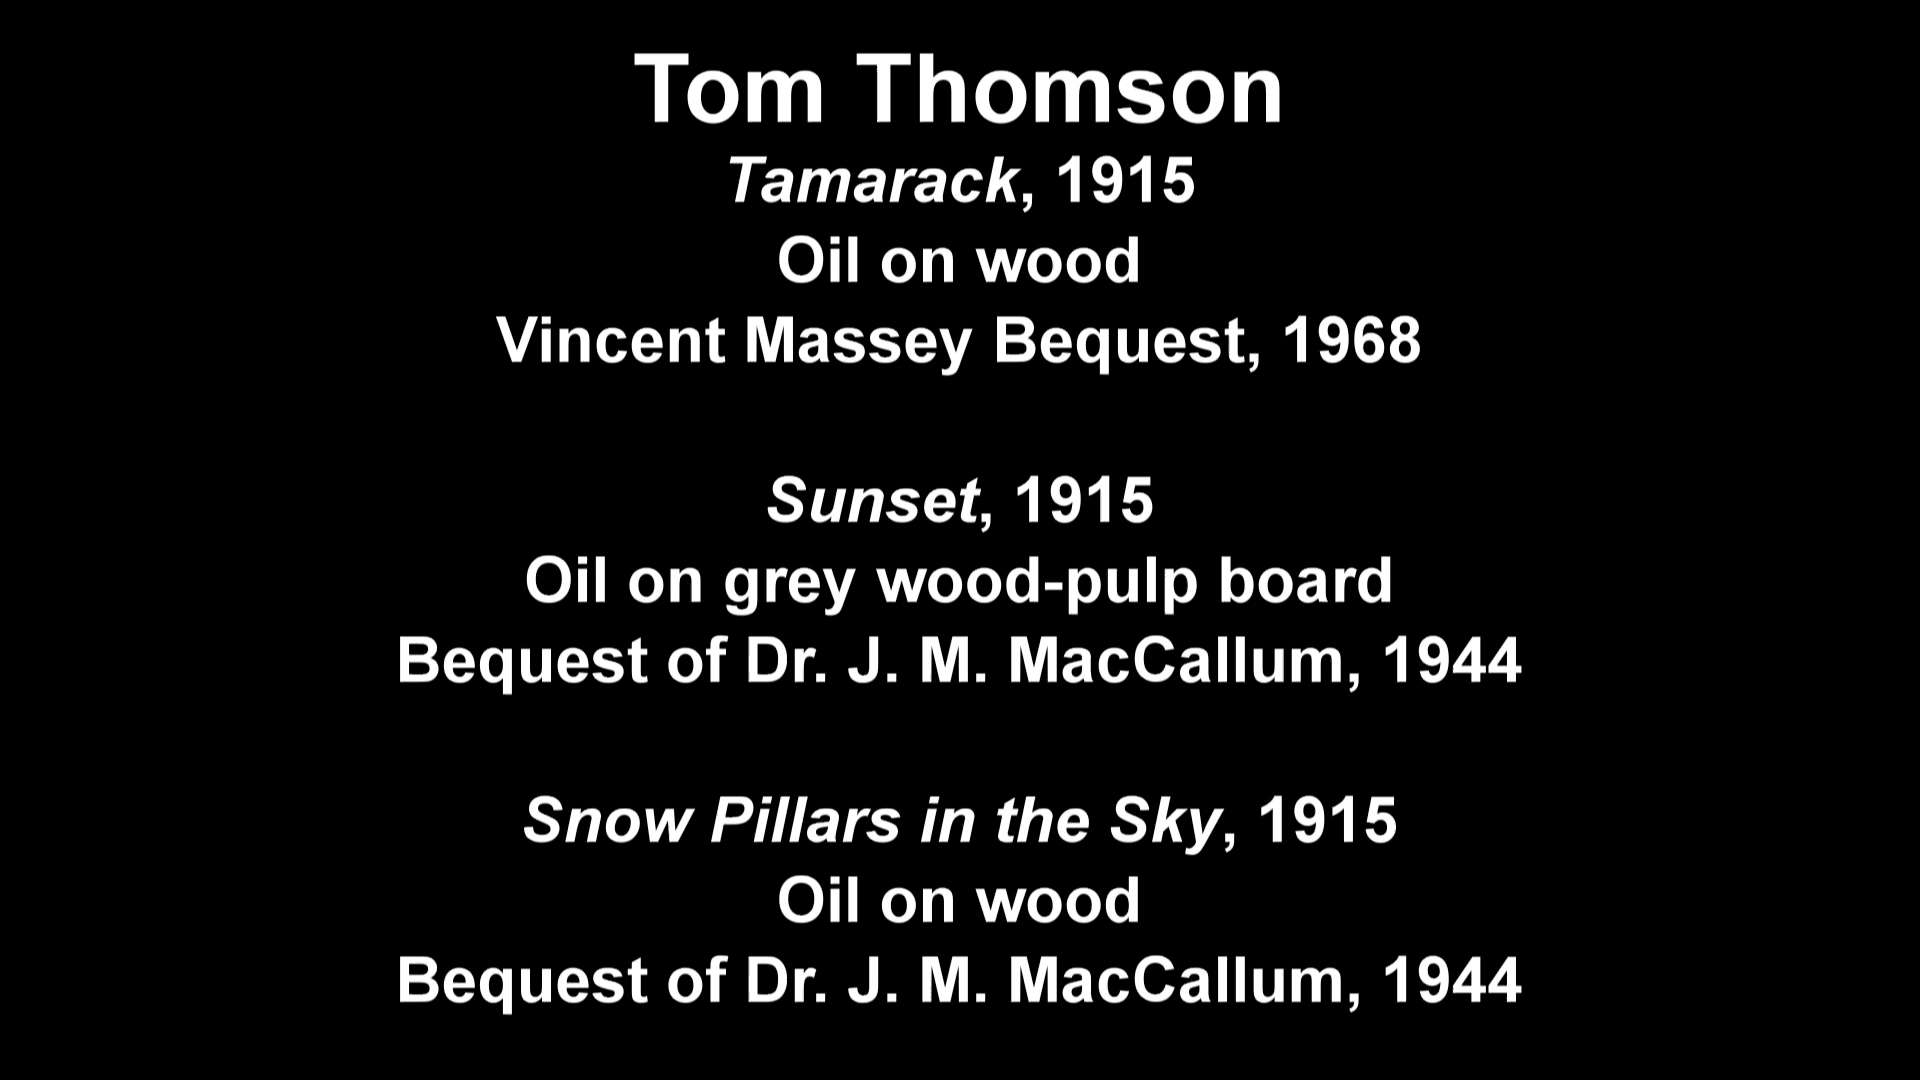 Tom Thomson
Tamarack, 1915
Oil on wood
Vincent Massey Bequest, 1968
Sunset, 1915
Oil on grey wood-pulp board
Bequest of Dr. J. M. MacCallum, 1944
Snow Pillars in the Sky, 1915
Oil on wood
Bequest of Dr. J. M. MacCallum, 1944